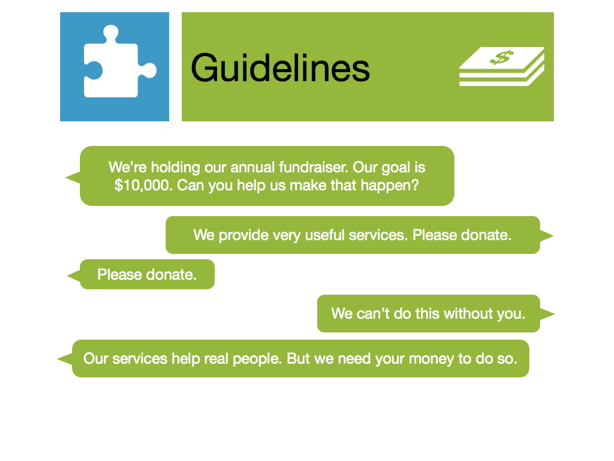 Guidelines
We’re holding our annual fundraiser. Our goal is
$10,000. Can you help us make that happen?
We provide very useful services. Please donate.
Please donate.
We can’t do this without you.
Our services help real people. But we need your money to do so.